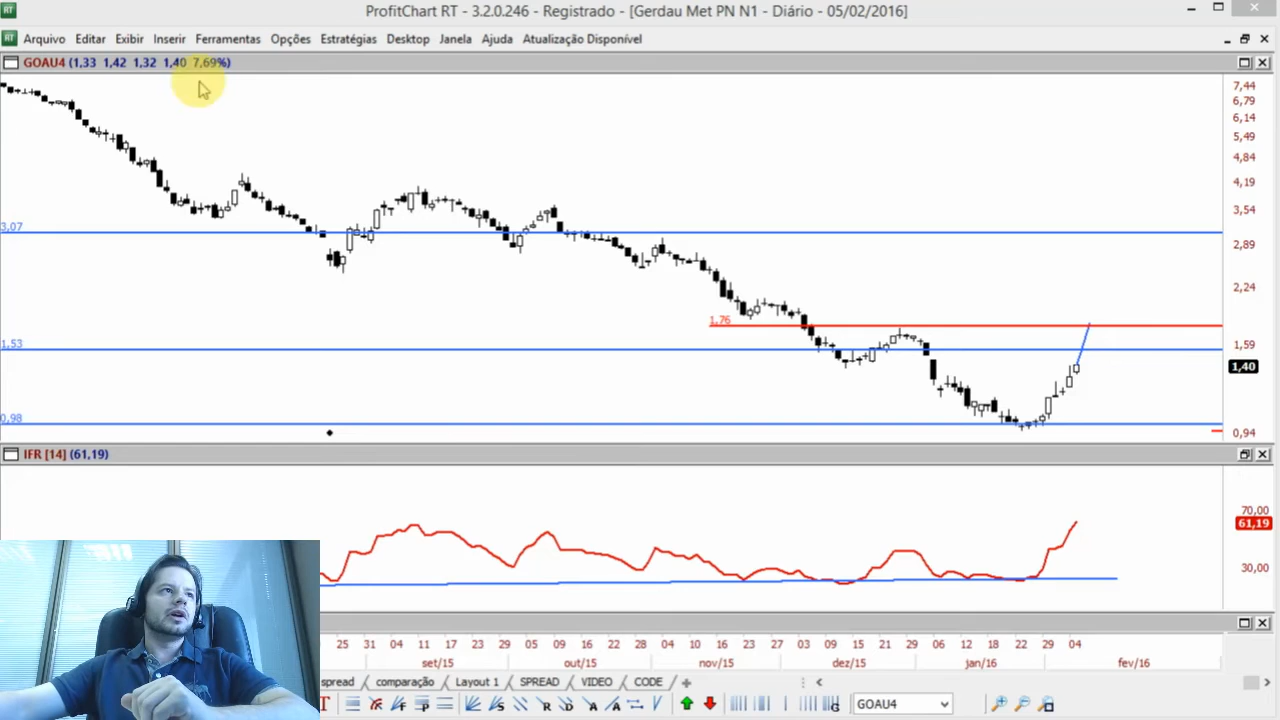 ProfitChart RT - 3.2.0.246 - Registrado - [Gerdau Met PN N1 - Diário - 05/02/2016]
RT Arquivo Editar Exibir Inserir Ferramentas Opções Estratégias Desktop Janela Ajuda Atualização Disponível
GOAU4 (1,33 1,42 1,32 1,40 7,69%)
7,44
6,79
6,14
5,49
4,84
4,19
3,54
3,07
2,89
2,24
1,76
1,53
1,59
1,40
0,98
0,94
IFR [14] (61,19)
70,00
61,19
30,00
25 31 04 11 17 23 29 05 09 16 22 28 04 10 16 23 27 03 09 15 21 29 06 12 18 22 29 04
set/15 out/15 nov/15 dez/15 jan/16 fev/16
spread comparação Layout 1 SPREAD VIDEO CODE
GOAU4